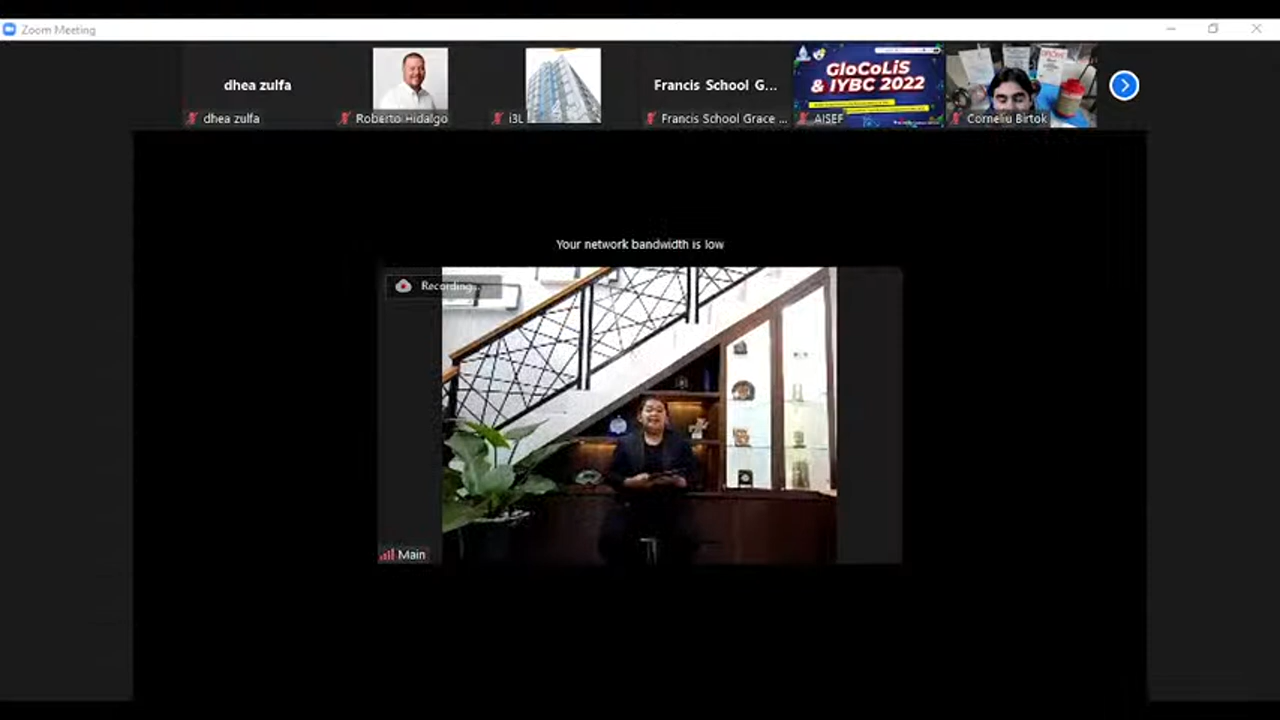 Zoom Meeting
dhea zulfa
Francis School G...
GloCoLiS
& IYBC 2022
dhea zulfa
Roberto Hidalgo
i3L
Francis School Grace ...
AISEF
Corneliu Birtok
Your network bandwidth is low
Recording...
Main